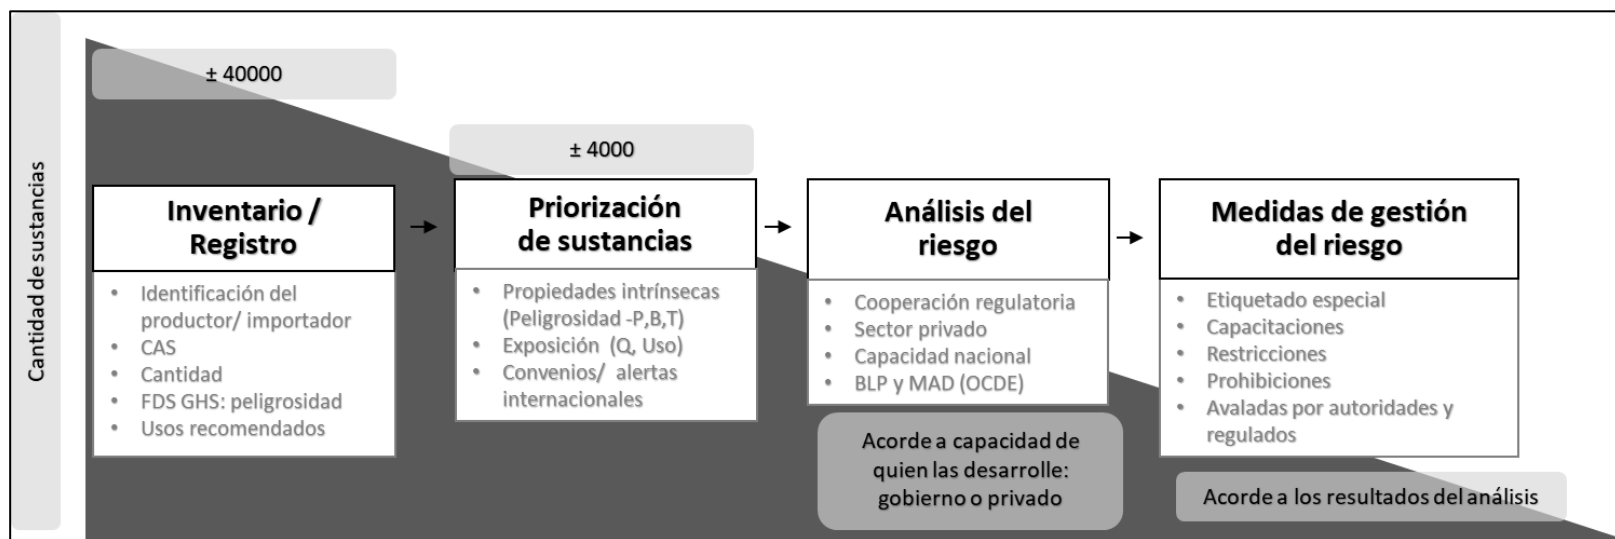 Cantidad de sustancias
± 40000
Inventario /
Registro
• Identificación del
productor/ importador
• CAS
• Cantidad
• FDS GHS: peligrosidad
• Usos recomendados
± 4000
Priorización
de sustancias
• Propiedades intrínsecas
(Peligrosidad -P,B,T)
• Exposición (Q, Uso)
• Convenios/ alertas
internacionales
Análisis del
riesgo
• Cooperación regulatoria
• Sector privado
• Capacidad nacional
• BLP y MAD (OCDE)
Acorde a capacidad de
quien las desarrolle:
gobierno o privado
Medidas de gestión
del riesgo
• Etiquetado especial
• Capacitaciones
• Restricciones
• Prohibiciones
• Avaladas por autoridades y
regulados
Acorde a los resultados del análisis